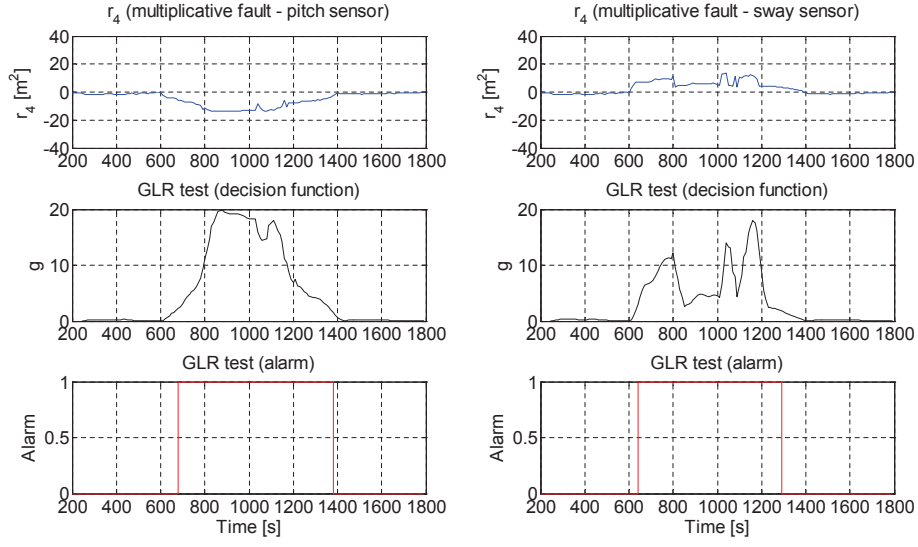 r4 (multiplicative fault - pitch sensor)
40
20
0
-20
-40
r4 [m2]
200 400 600 800 1000 1200 1400 1600 1800
GLR test (decision function)
20
10
0
g
200 400 600 800 1000 1200 1400 1600 1800
GLR test (alarm)
1
0.5
0
Alarm
200 400 600 800 1000 1200 1400 1600 1800
Time [s]
r4 (multiplicative fault - sway sensor)
40
20
0
-20
-40
r4 [m2]
200 400 600 800 1000 1200 1400 1600 1800
GLR test (decision function)
20
10
0
g
200 400 600 800 1000 1200 1400 1600 1800
GLR test (alarm)
1
0.5
0
Alarm
200 400 600 800 1000 1200 1400 1600 1800
Time [s]